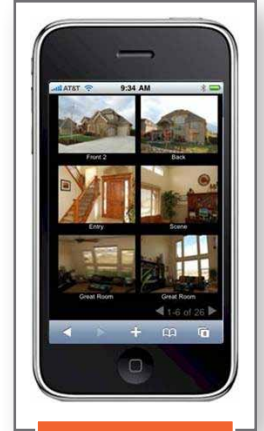 AT&T 9:34 AM
Front 2 Back
Entry Scene
Great Room Great Room
1-6 of 26